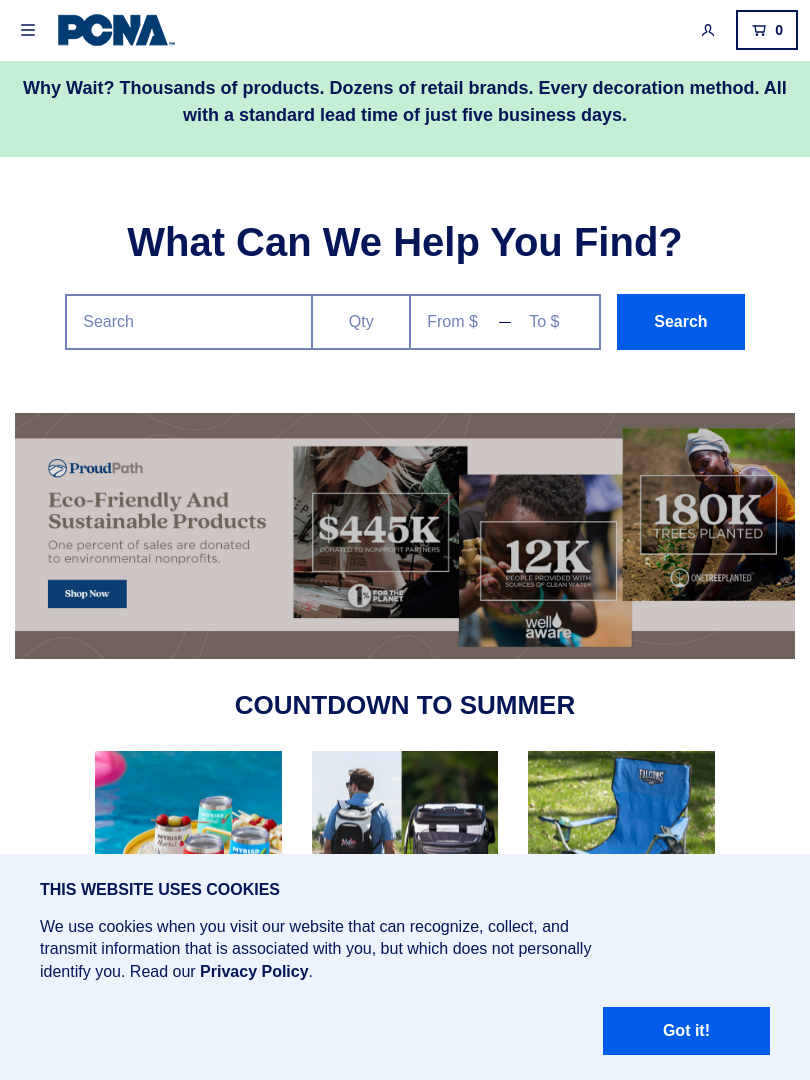 PCNA
0
Why Wait? Thousands of products. Dozens of retail brands. Every decoration method. All
with a standard lead time of just five business days.
What Can We Help You Find?
Search
Qty
From $
—
To $
Search
ProudPath
Eco-Friendly And
Sustainable Products
One percent of sales are donated
to environmental nonprofits.
Shop Now
$445K
DONATED TO NONPROFIT PARTNERS
1% FOR THE
PLANET
12K
PEOPLE PROVIDED WITH
SOURCES OF CLEAN WATER
well
aware
180K
TREES PLANTED
ONETREEPLANTED
COUNTDOWN TO SUMMER
MYRIAR
MYRIAR
MYRIAR
FALCONS
THIS WEBSITE USES COOKIES
We use cookies when you visit our website that can recognize, collect, and
transmit information that is associated with you, but which does not personally
identify you. Read our Privacy Policy.
Got it!